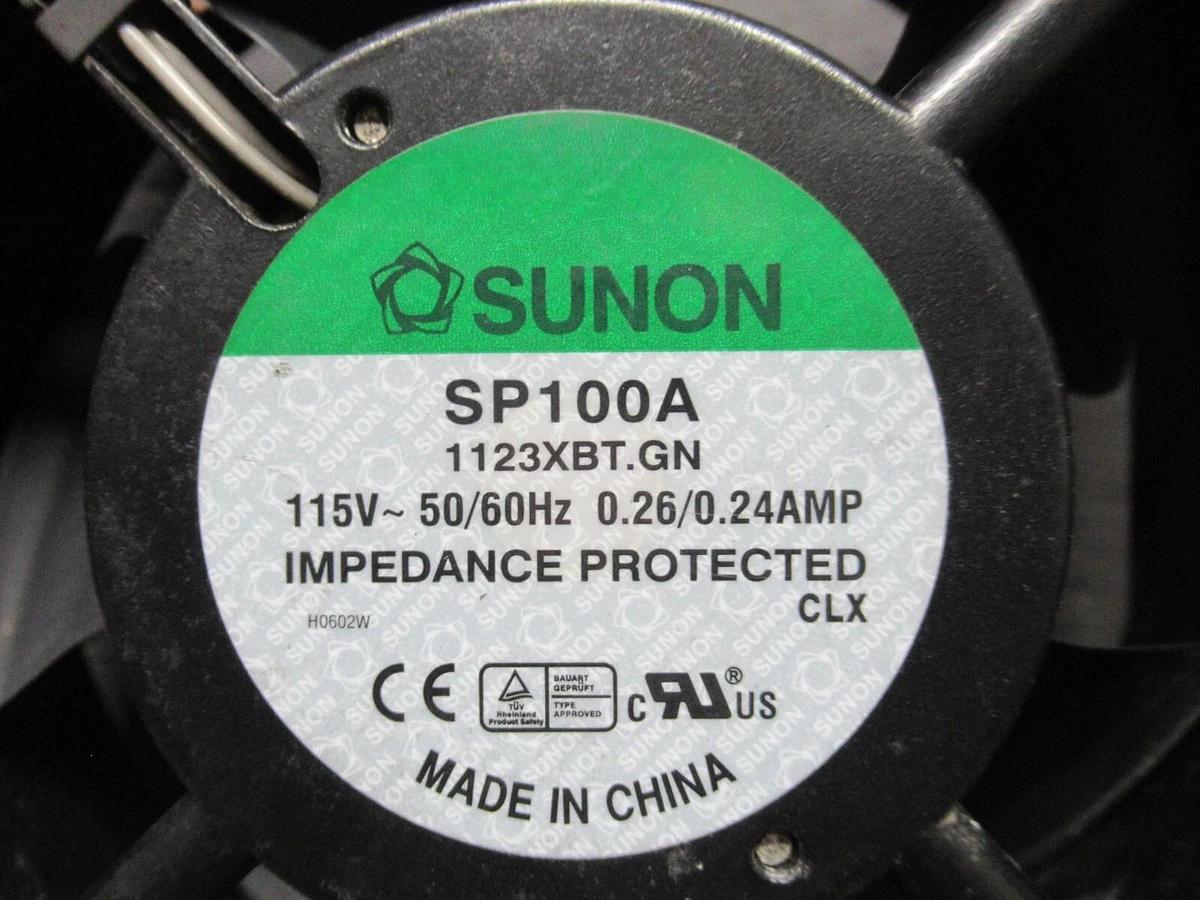 SUNON
SP100A
1123XBT.GN
115V~ 50/60Hz 0.26/0.24AMP
IMPEDANCE PROTECTED
CLX
H0602W
CE
TÜV
Rheinland
Product Safety
BAUART
GEPRÜFT
TYPE
APPROVED
c RU ® US
MADE IN CHINA